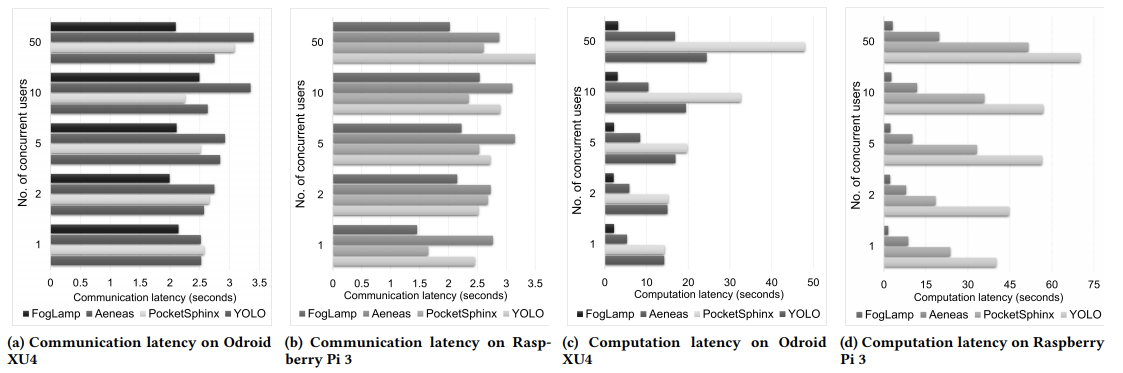 No. of concurrent users
50
10
5
2
1
0 0.5 1 1.5 2 2.5 3 3.5
Communication latency (seconds)
FogLamp Aeneas PocketSphinx YOLO
(a) Communication latency on Odroid
XU4
No. of concurrent users
50
10
5
2
1
0 0.5 1 1.5 2 2.5 3 3.5
Communication latency (seconds)
FogLamp Aeneas PocketSphinx YOLO
(b) Communication latency on Rasp-
berry Pi 3
No. of concurrent users
50
10
5
2
1
0 10 20 30 40 50
Computation latency (seconds)
FogLamp Aeneas PocketSphinx YOLO
(c) Computation latency on Odroid
XU4
No. of concurrent users
50
10
5
2
1
0 15 30 45 60 75
Computation latency (seconds)
FogLamp Aeneas PocketSphinx YOLO
(d) Computation latency on Raspberry
Pi 3